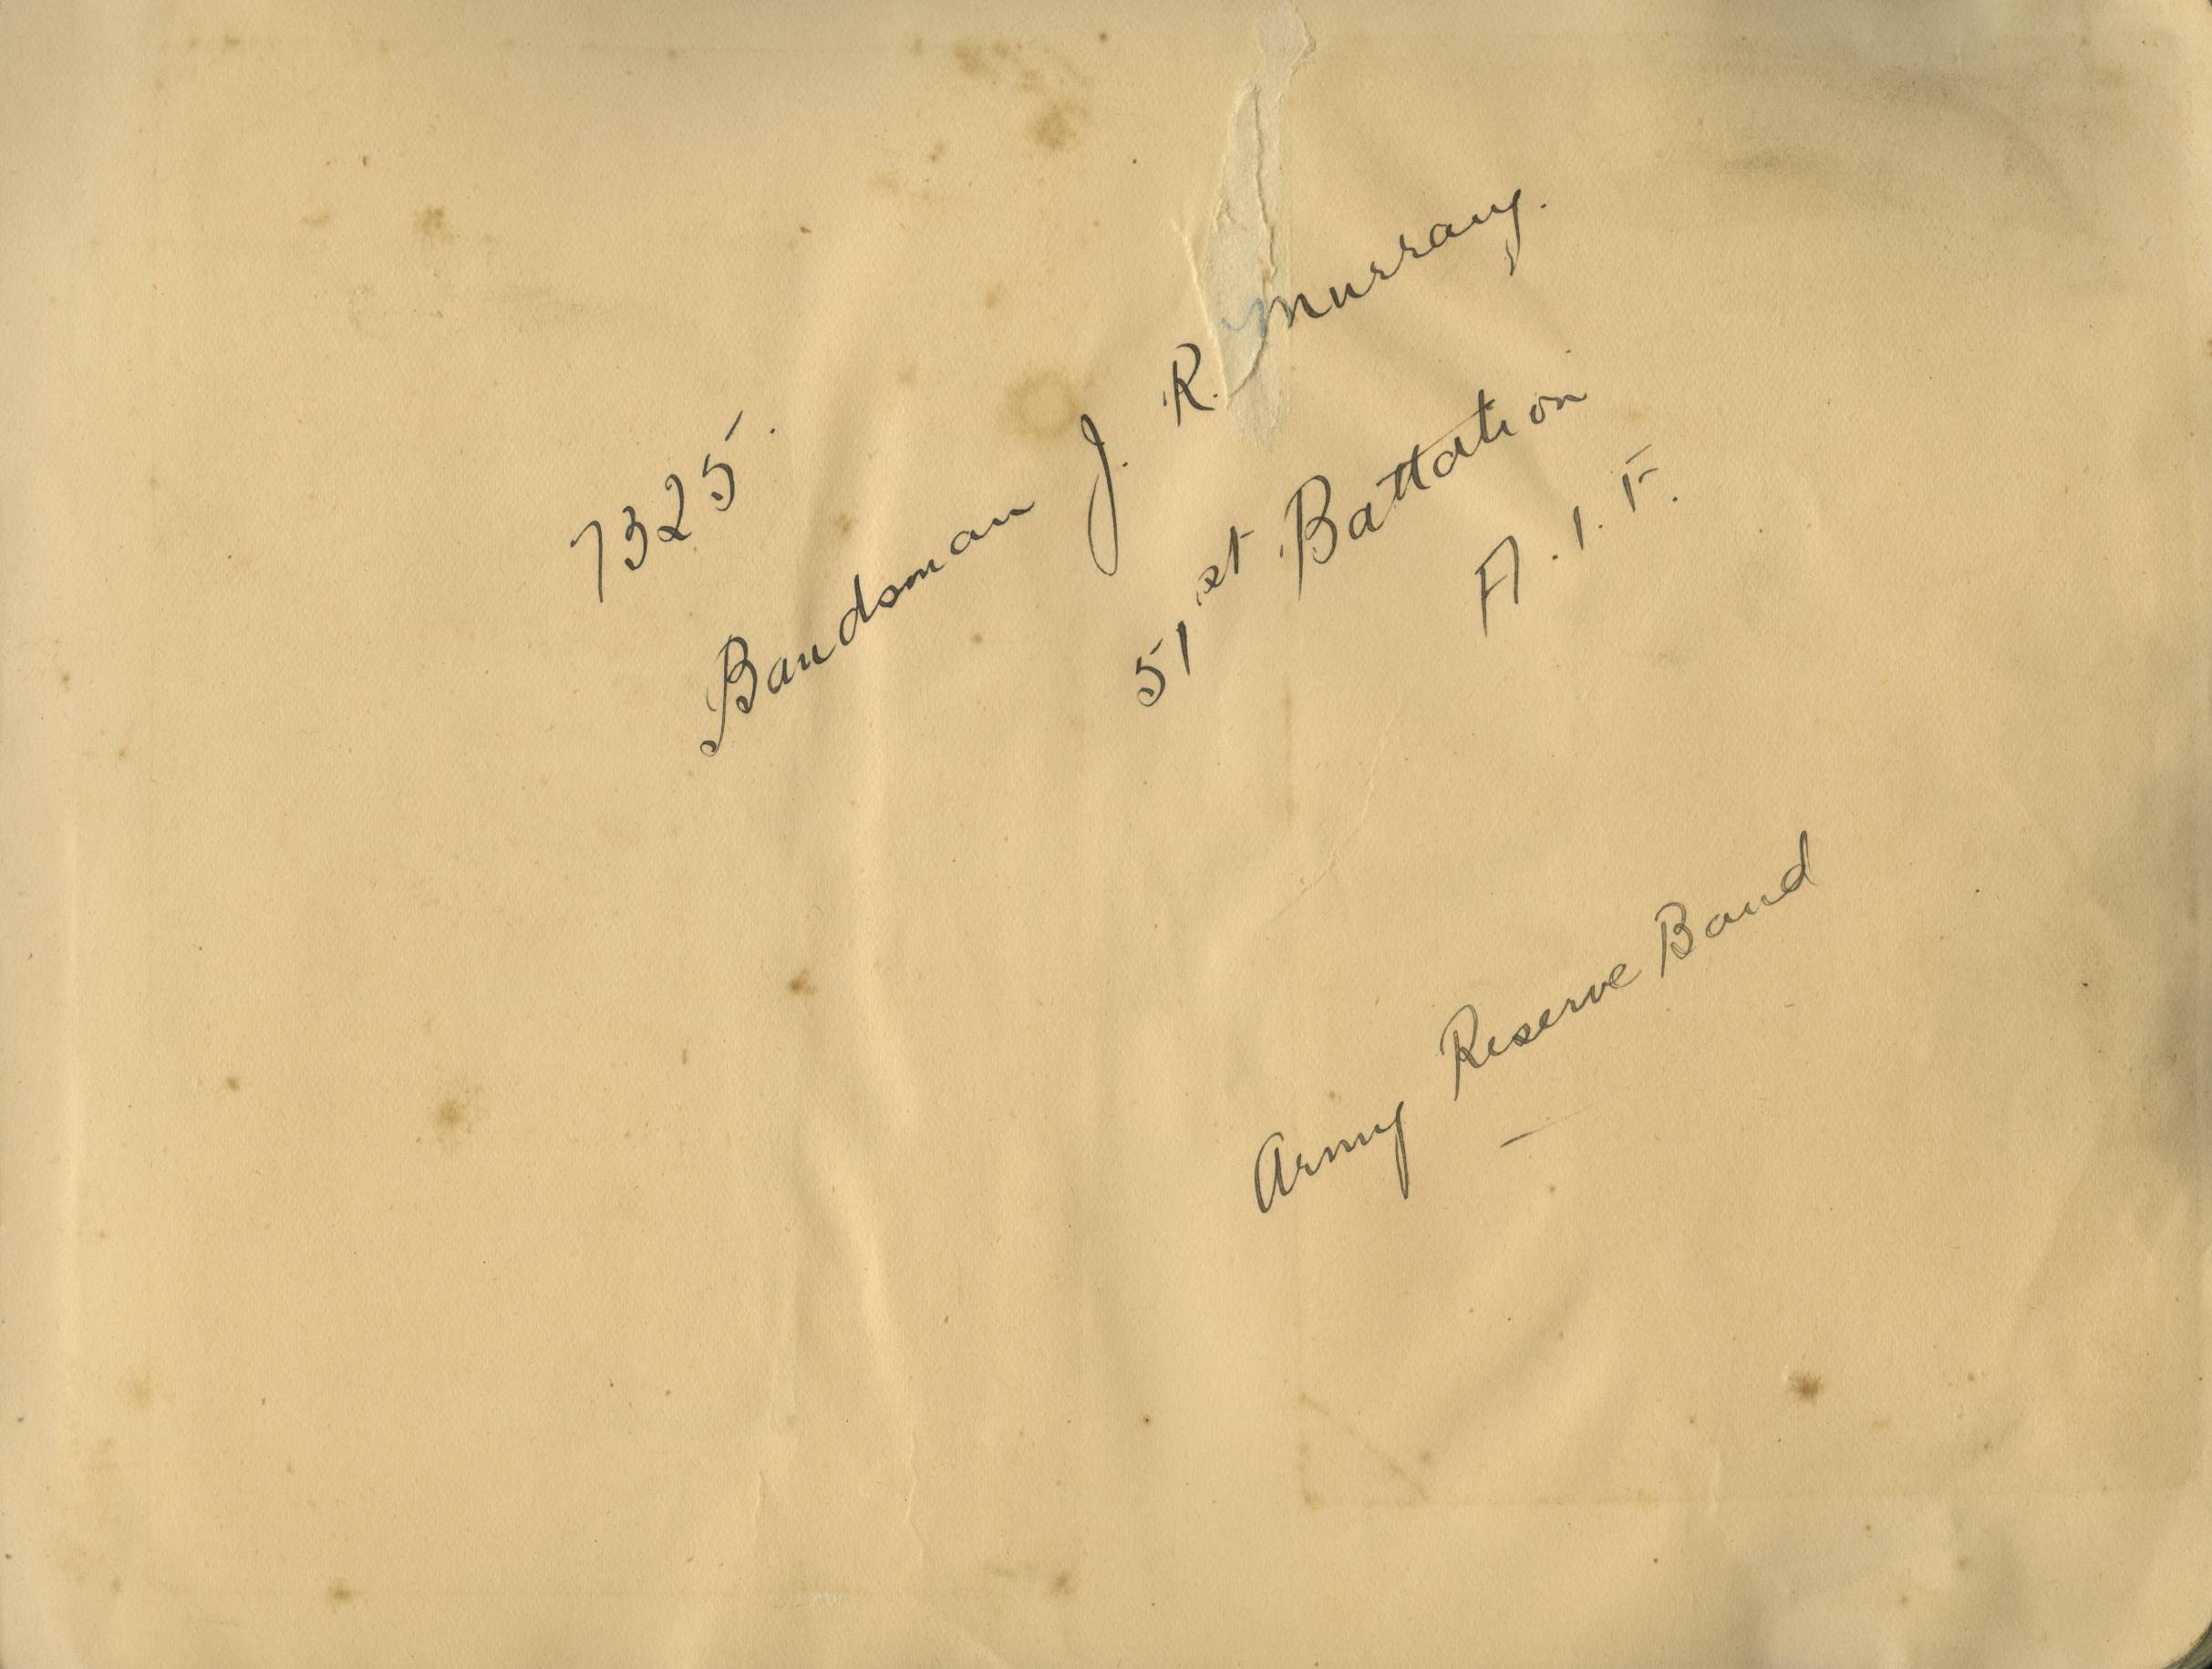 7325.
Bandsman J. R. Murray.
51st Battalion
A.I.F.
Army Reserve Band